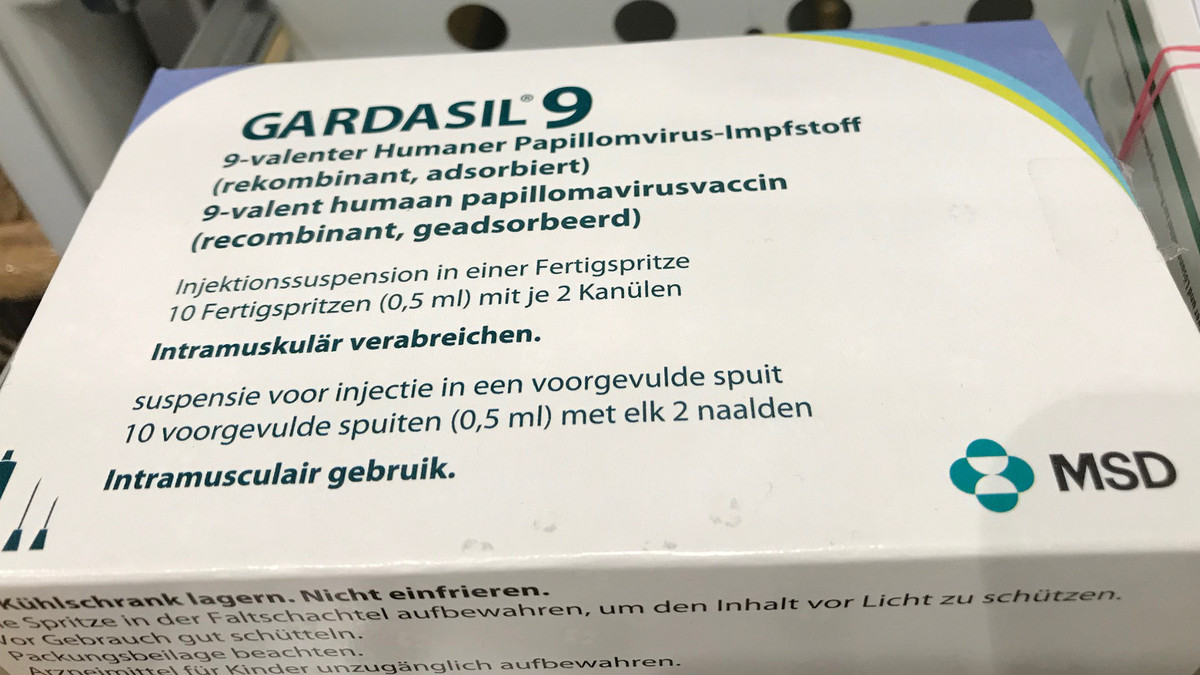 GARDASIL® 9
9-valenter Humaner Papillomvirus-Impfstoff
(rekombinant, adsorbiert)
9-valent humaan papillomavirusvaccin
(recombinant, geadsorbeerd)
Injektionssuspension in einer Fertigspritze
10 Fertigspritzen (0,5 ml) mit je 2 Kanülen
Intramuskulär verabreichen.
suspensie voor injectie in een voorgevulde spuit
10 voorgevulde spuiten (0,5 ml) met elk 2 naalden
Intramusculair gebruik.
MSD
Kühlschrank lagern. Nicht einfrieren.
e Spritze in der Faltschachtel aufbewahren, um den Inhalt vor Licht zu schützen.
Vor Gebrauch gut schütteln.
Packungsbeilage beachten.
Arzneimittel für Kinder unzugänglich aufbewahren.